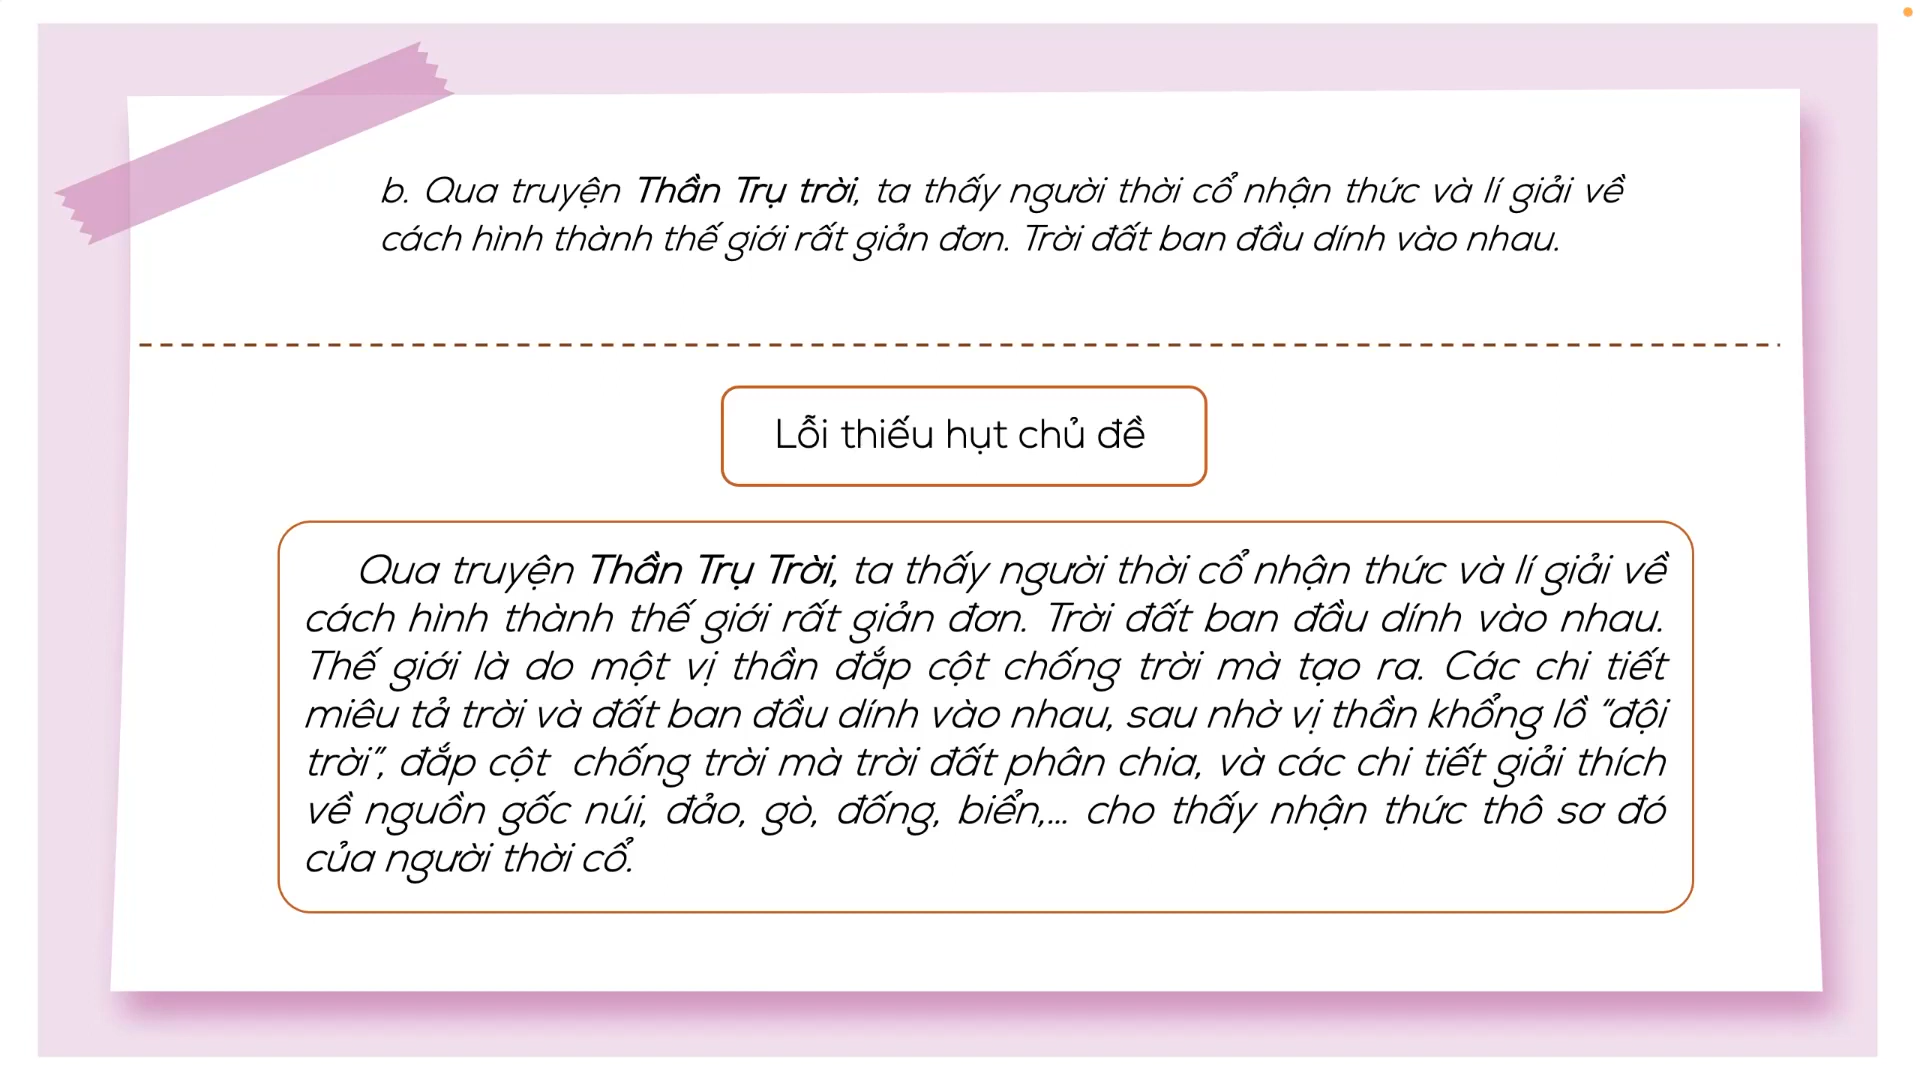 b. Qua truyện Thần Trụ trời, ta thấy người thời cổ nhận thức và lí giải về
cách hình thành thế giới rất giản đơn. Trời đất ban đầu dính vào nhau.
Lỗi thiếu hụt chủ đề
Qua truyện Thần Trụ Trời, ta thấy người thời cổ nhận thức và lí giải về
cách hình thành thế giới rất giản đơn. Trời đất ban đầu dính vào nhau.
Thế giới là do một vị thần đắp cột chống trời mà tạo ra. Các chi tiết
miêu tả trời và đất ban đầu dính vào nhau, sau nhờ vị thần khổng lồ “đội
trời”, đắp cột chống trời mà trời đất phân chia, và các chi tiết giải thích
về nguồn gốc núi, đảo, gò, đống, biển,... cho thấy nhận thức thô sơ đó
của người thời cổ.